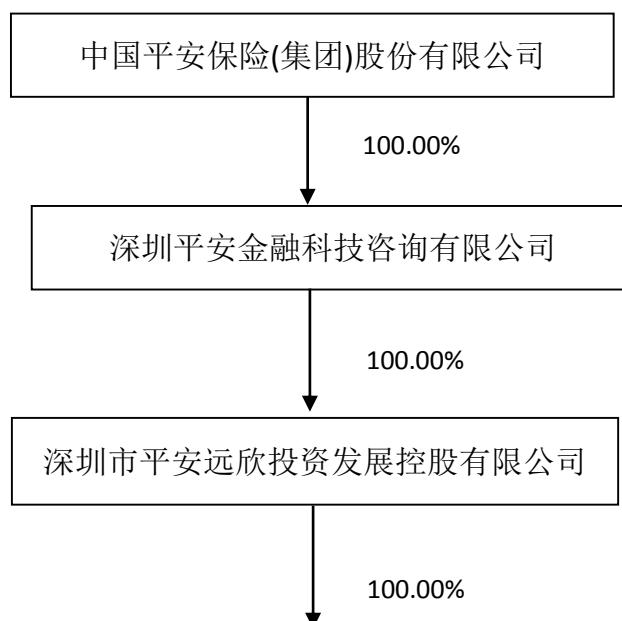 中国平安保险(集团)股份有限公司
100.00%
深圳平安金融科技咨询有限公司
100.00%
深圳市平安远欣投资发展控股有限公司
100.00%